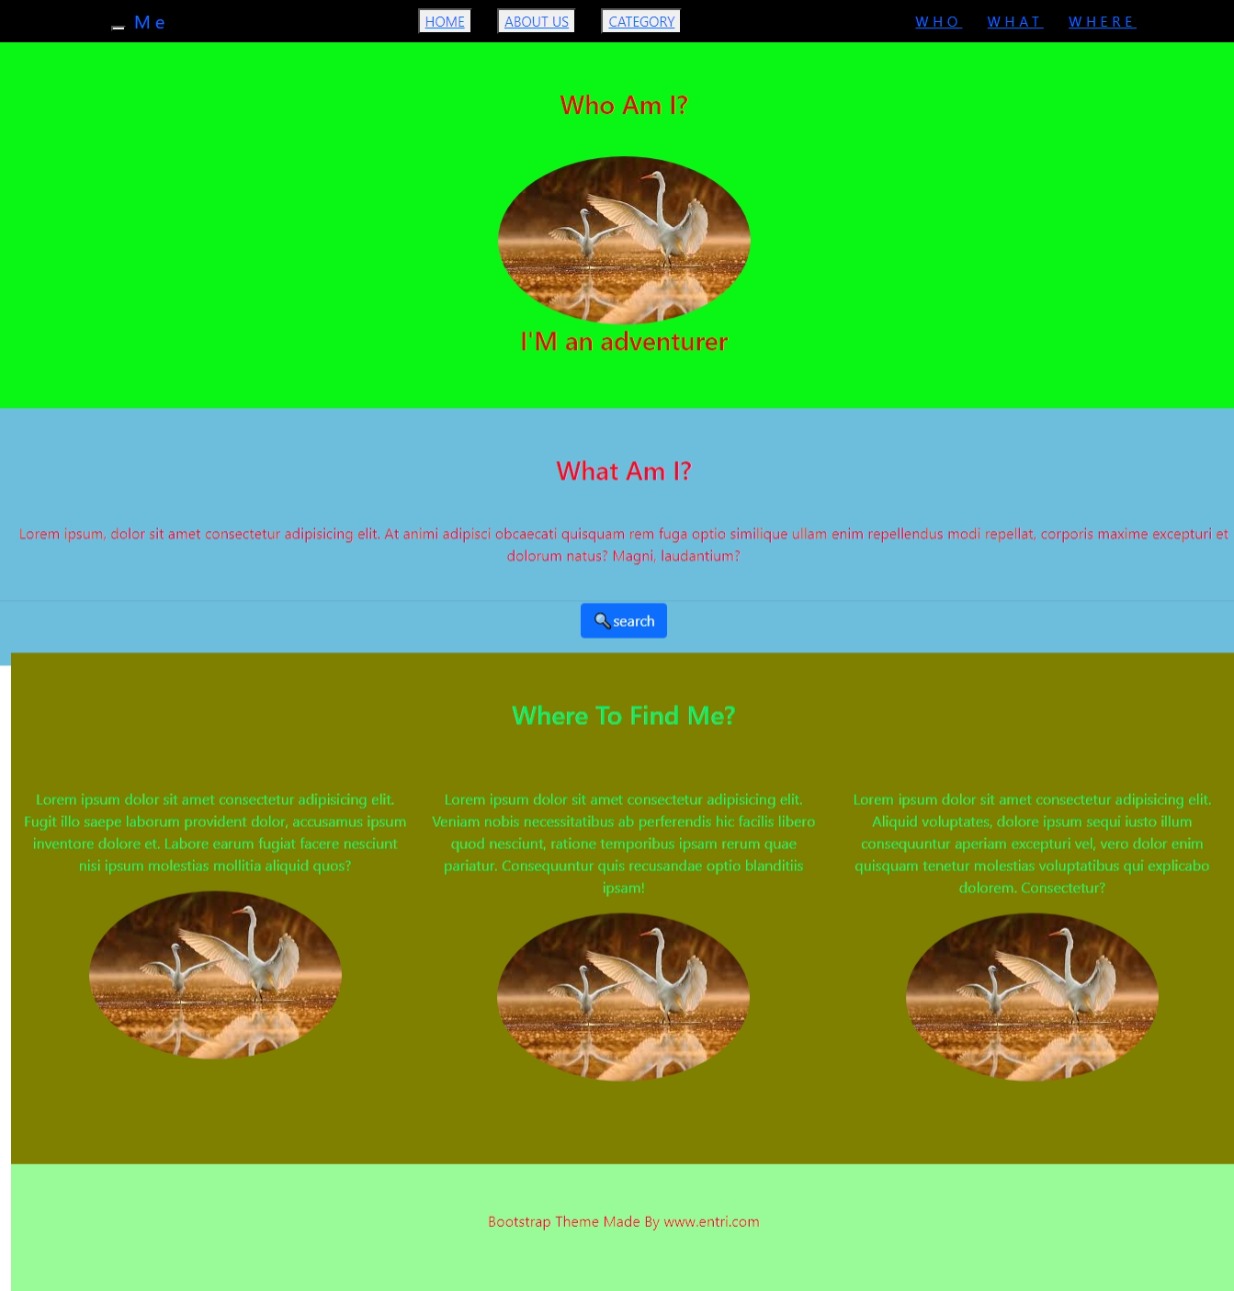 Me
HOME ABOUT US CATEGORY
WHO WHAT WHERE
Who Am I?
I'M an adventurer
What Am I?
Lorem ipsum, dolor sit amet consectetur adipisicing elit. At animi adipisci obcaecati quisquam rem fuga optio similique ullam enim repellendus modi repellat, corporis maxime excepturi et
dolorum natus? Magni, laudantium?
search
Where To Find Me?
Lorem ipsum dolor sit amet consectetur adipisicing elit.
Fugit illo saepe laborum provident dolor, accusamus ipsum
inventore dolore et. Labore earum fugiat facere nesciunt
nisi ipsum molestias mollitia aliquid quos?
Lorem ipsum dolor sit amet consectetur adipisicing elit.
Veniam nobis necessitatibus ab perferendis hic facilis libero
quod nesciunt, ratione temporibus ipsam rerum quae
pariatur. Consequuntur quis recusandae optio blanditiis
ipsam!
Lorem ipsum dolor sit amet consectetur adipisicing elit.
Aliquid voluptates, dolore ipsum sequi iusto illum
consequuntur aperiam excepturi vel, vero dolor enim
quisquam tenetur molestias voluptatibus qui explicabo
dolorem. Consectetur?
Bootstrap Theme Made By www.entri.com